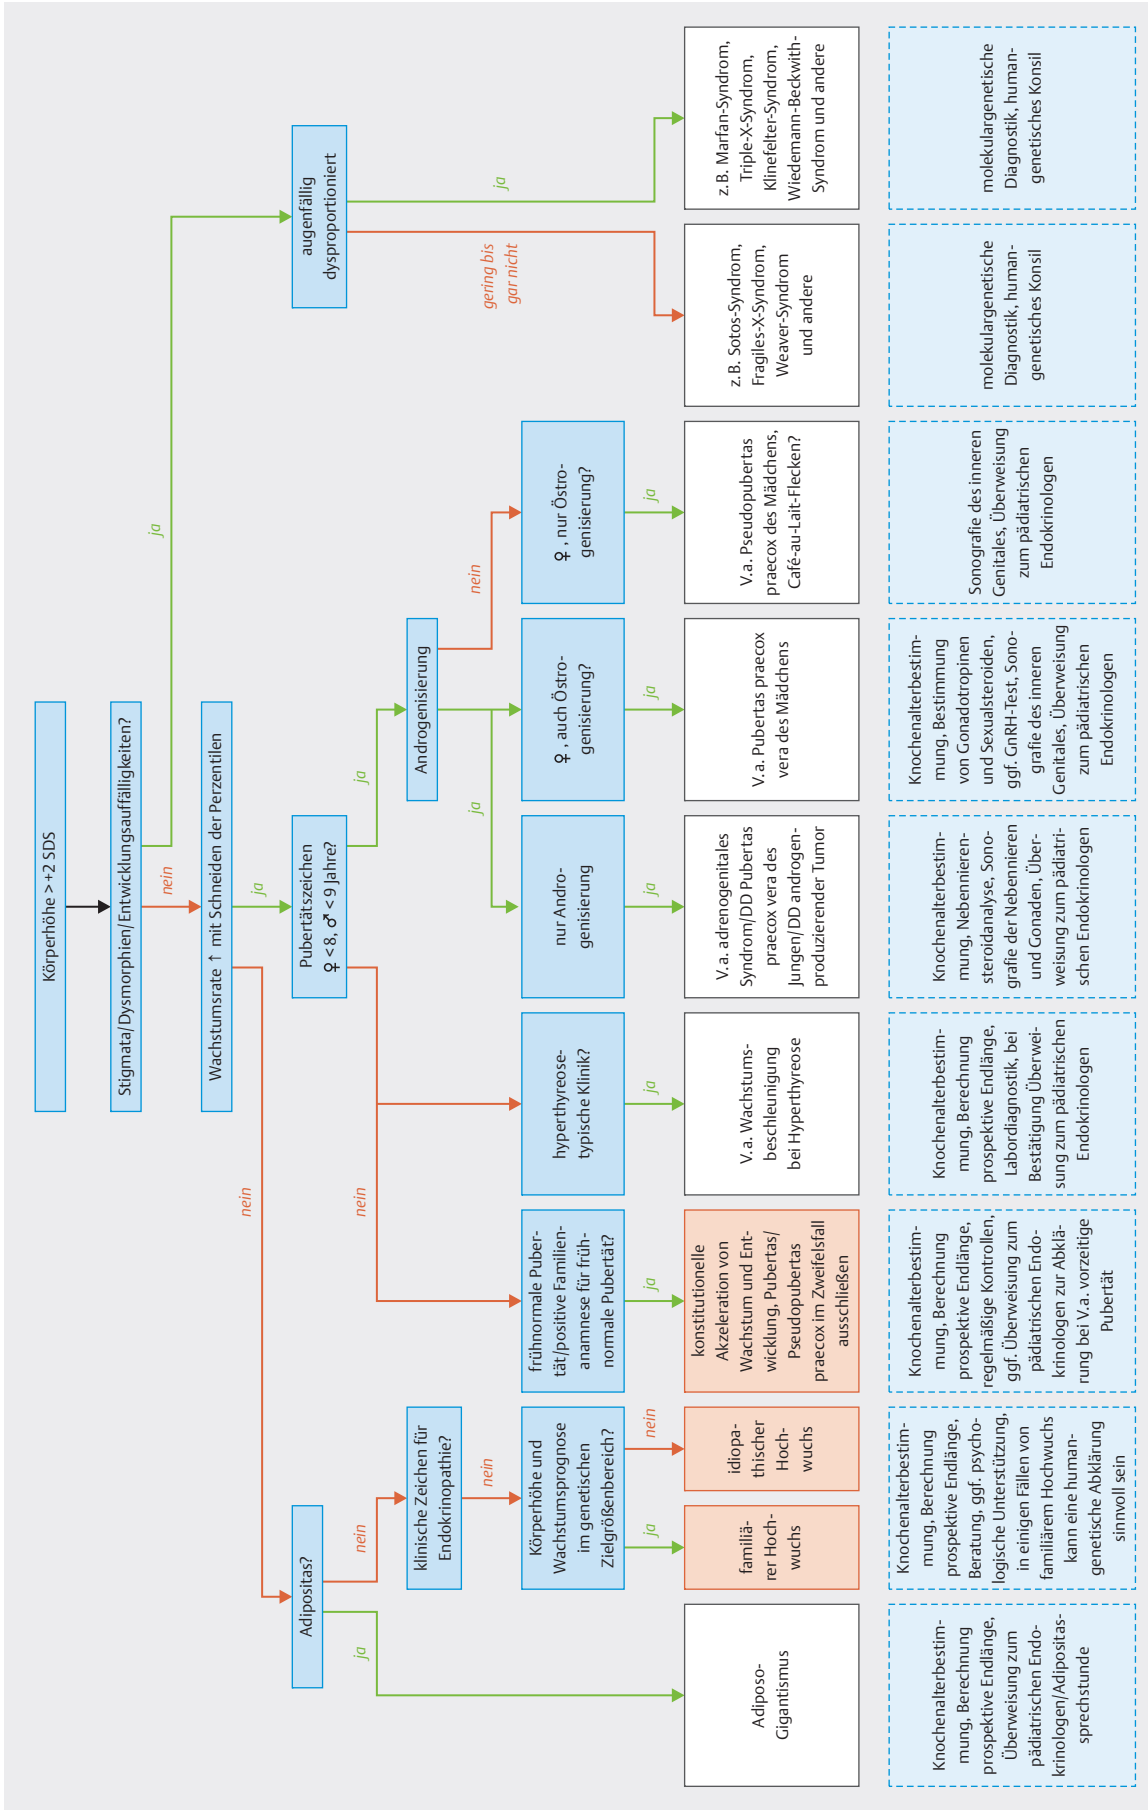 Körperhöhe > +2 SDS
Stigmata/Dysmorphien/Entwicklungsauffälligkeiten?
nein
ja
Wachstumsrate ↑ mit Schneiden der Perzentilen
nein
ja
Adipositas?
Pubertätszeichen
♀ < 8, ♂ < 9 Jahre?
augenfällig
dysproportioniert
ja
nein
nein
ja
gering bis
gar nicht
ja
klinische Zeichen für
Endokrinopathie?
Androgenisierung
nein
ja
nein
Körperhöhe und
Wachstumsprognose
im genetischen
Zielgrößenbereich?
frühnormale Puber-
tät/positive Familien-
anamnese für früh-
normale Pubertät?
hyperthyreose-
typische Klinik?
nur Andro-
genisierung
♀, auch Östro-
genisierung?
♀, nur Östro-
genisierung?
ja
nein
ja
ja
ja
ja
ja
Adiposo-
Gigantismus
familiä-
rer Hoch-
wuchs
idiopa-
thischer
Hoch-
wuchs
konstitutionelle
Akzeleration von
Wachstum und Ent-
wicklung, Pubertas/
Pseudopubertas
praecox im Zweifelsfall
ausschließen
V. a. Wachstums-
beschleunigung
bei Hyperthyreose
V. a. adrenogenitales
Syndrom/DD Pubertas
praecox vera des
Jungen/DD androgen-
produzierender Tumor
V. a. Pubertas praecox
vera des Mädchens
V. a. Pseudopubertas
praecox des Mädchens,
Café-au-Lait-Flecken?
z. B. Sotos-Syndrom,
Fragiles-X-Syndrom,
Weaver-Syndrom
und andere
z. B. Marfan-Syndrom,
Triple-X-Syndrom,
Klinefelter-Syndrom,
Wiedemann-Beckwith-
Syndrom und andere
Knochenalterbestim-
mung, Berechnung
prospektive Endlänge,
Überweisung zum
pädiatrischen Endo-
krinologen/Adipositas-
sprechstunde
Knochenalterbestim-
mung, Berechnung
prospektive Endlänge,
Beratung, ggf. psycho-
logische Unterstützung,
in einigen Fällen von
familiärem Hochwuchs
kann eine human-
genetische Abklärung
sinnvoll sein
Knochenalterbestim-
mung, Berechnung
prospektive Endlänge,
regelmäßige Kontrollen,
ggf. Überweisung zum
pädiatrischen Endo-
krinologen zur Abklä-
rung bei V. a. vorzeitige
Pubertät
Knochenalterbestim-
mung, Berechnung
prospektive Endlänge,
Labordiagnostik, bei
Bestätigung Überwei-
sung zum pädiatrischen
Endokrinologen
Knochenalterbestim-
mung, Nebennieren-
steroidanalyse, Sono-
grafie der Nebennieren
und Gonaden, Über-
weisung zum pädiatri-
schen Endokrinologen
Knochenalterbestim-
mung, Bestimmung
von Gonadotropinen
und Sexualsteroiden,
ggf. GnRH-Test, Sono-
grafie des inneren
Genitales, Überweisung
zum pädiatrischen
Endokrinologen
Sonografie des inneren
Genitales, Überweisung
zum pädiatrischen
Endokrinologen
molekulargenetische
Diagnostik, human-
genetisches Konsil
molekulargenetische
Diagnostik, human-
genetisches Konsil